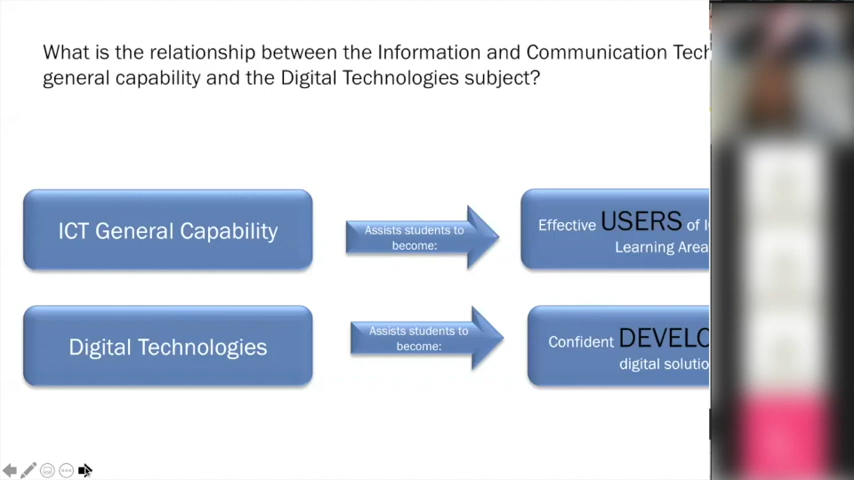 What is the relationship between the Information and Communication Tech
general capability and the Digital Technologies subject?
ICT General Capability
Assists students to
become:
Effective USERS of I
Learning Area
Digital Technologies
Assists students to
become:
Confident DEVELO
digital solutio